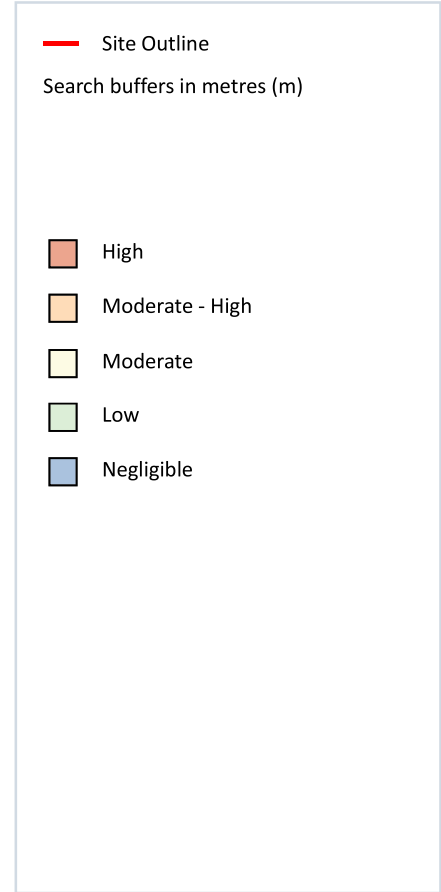 Site Outline
Search buffers in metres (m)
High
Moderate - High
Moderate
Low
Negligible